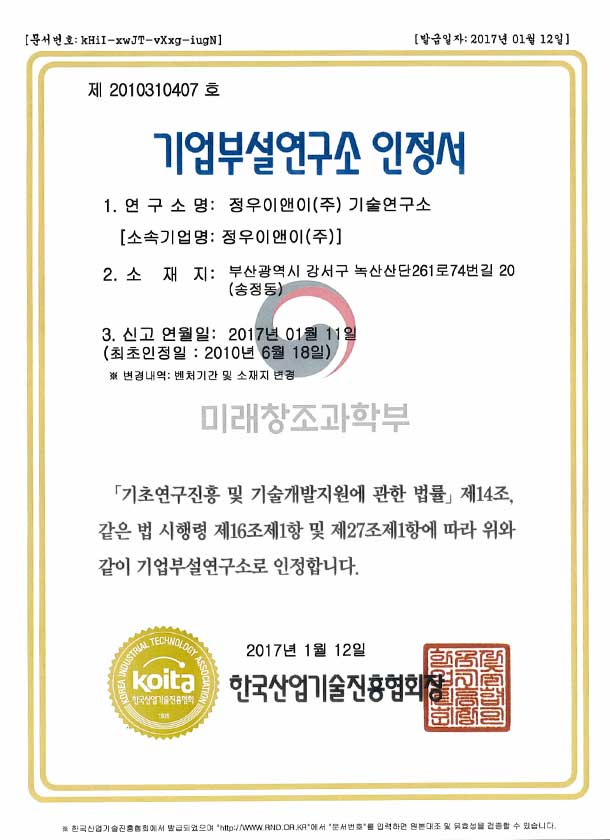 [문서번호: kHiI-xwJT-vXxg-iugN]
[발급일자: 2017년 01월 12일]
제 2010310407 호
기업부설연구소 인정서
1. 연 구 소 명: 정우이앤이(주) 기술연구소
[소속기업명: 정우이앤이(주)]
2. 소 재 지: 부산광역시 강서구 녹산산단261로74번길 20
(송정동)
3. 신고 연월일: 2017년 01월 11일
(최초인정일 : 2010년 6월 18일)
※ 변경내역: 벤처기간 및 소재지 변경
미래창조과학부
「기초연구진흥 및 기술개발지원에 관한 법률」 제14조,
같은 법 시행령 제16조제1항 및 제27조제1항에 따라 위와
같이 기업부설연구소로 인정합니다.
2017년 1월 12일
한국산업기술진흥협회장
KOREA INDUSTRIAL TECHNOLOGY ASSOCIATION
koita
한국산업기술진흥협회
※ 한국산업기술진흥협회에서 발급되었으며 "http://WWW.RND.OR.KR"에서 "문서번호"를 입력하면 원본대조 및 유효성을 검증할 수 있습니다.